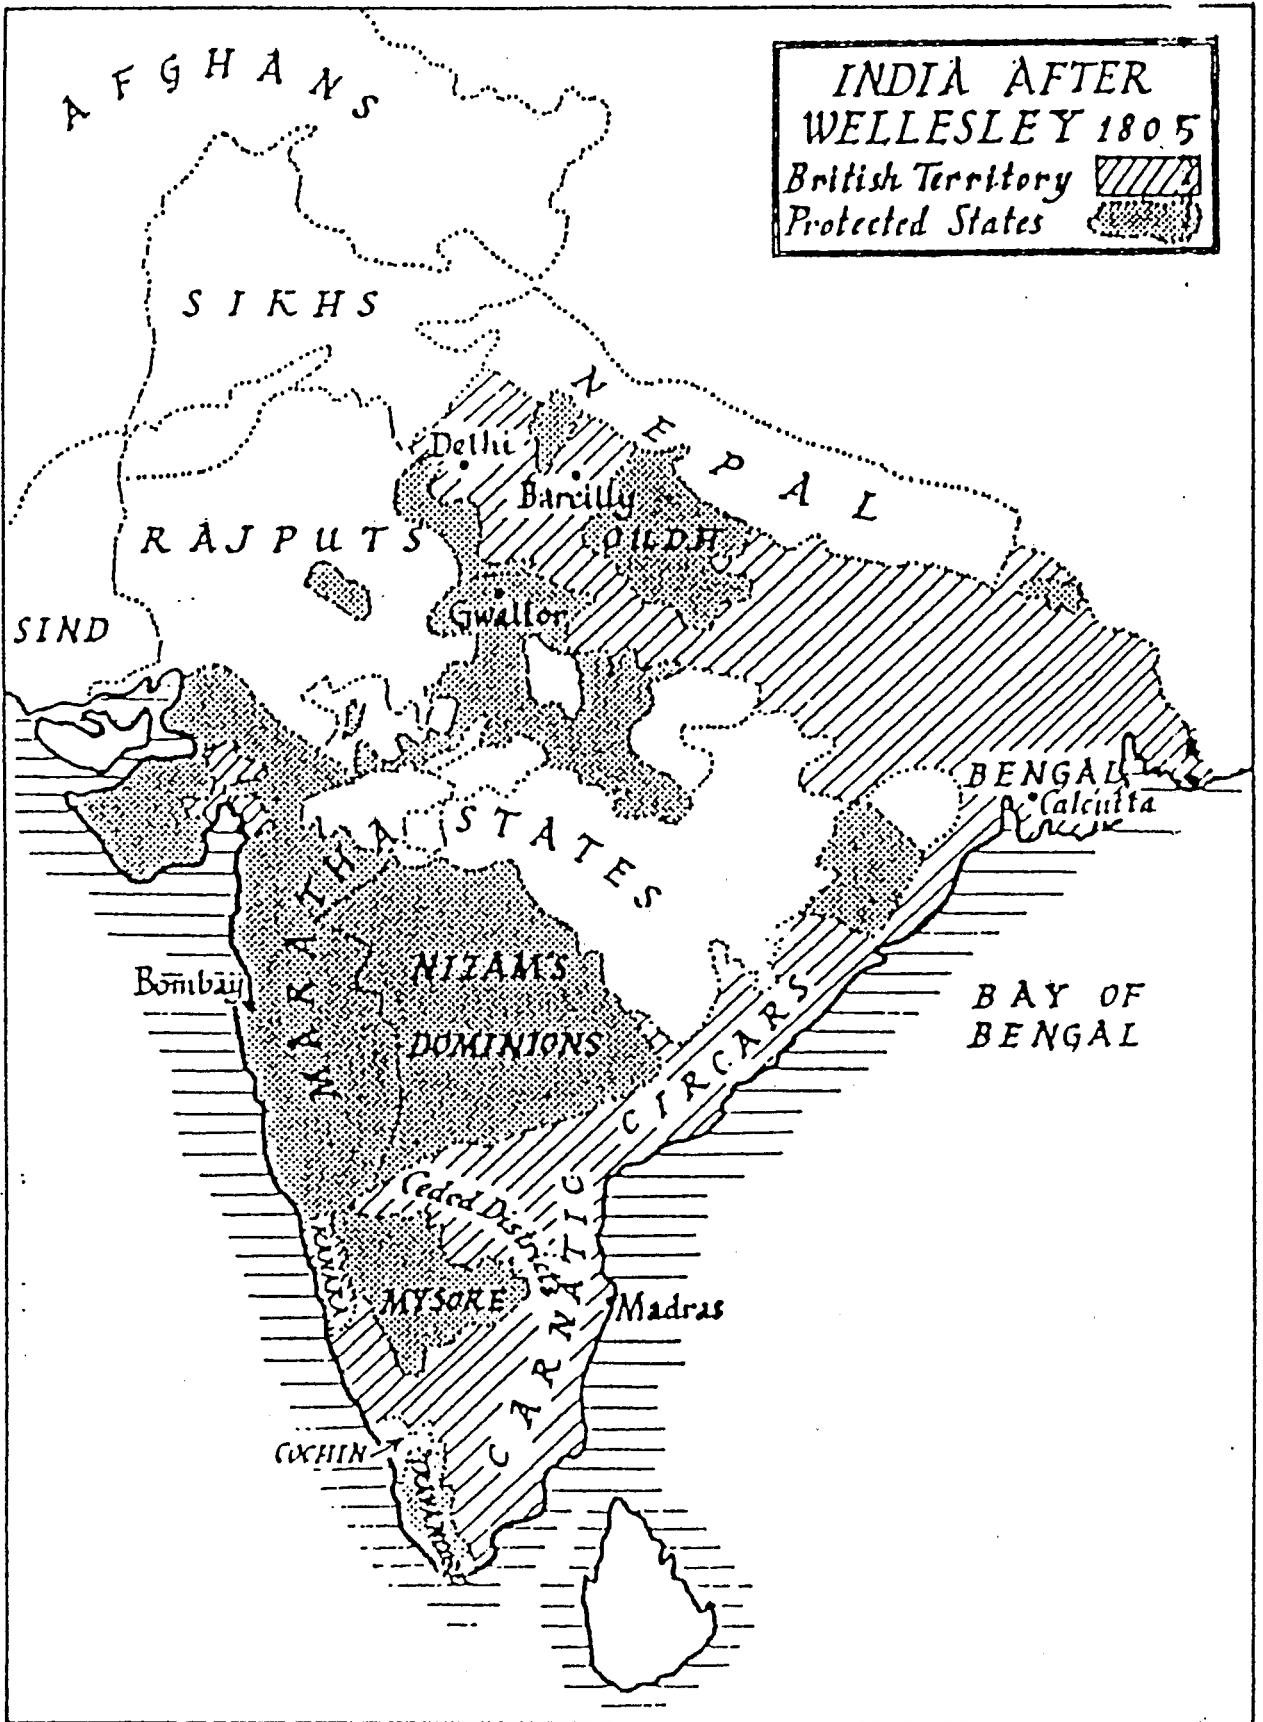 INDIA AFTER
WELLESLEY 1805
British Territory
Protected States
AFGHANS
SIKHS
NEPAL
Delhi
Bareilly
RAJPUTS
OUDH
Gwalior
SIND
BENGAL
Calcutta
MARATHA STATES
Bombay
NIZAM'S
DOMINIONS
BAY OF
BENGAL
CIRCARS
Ceded Districts
CARNATIC
KANARA
MYSORE
Madras
COCHIN